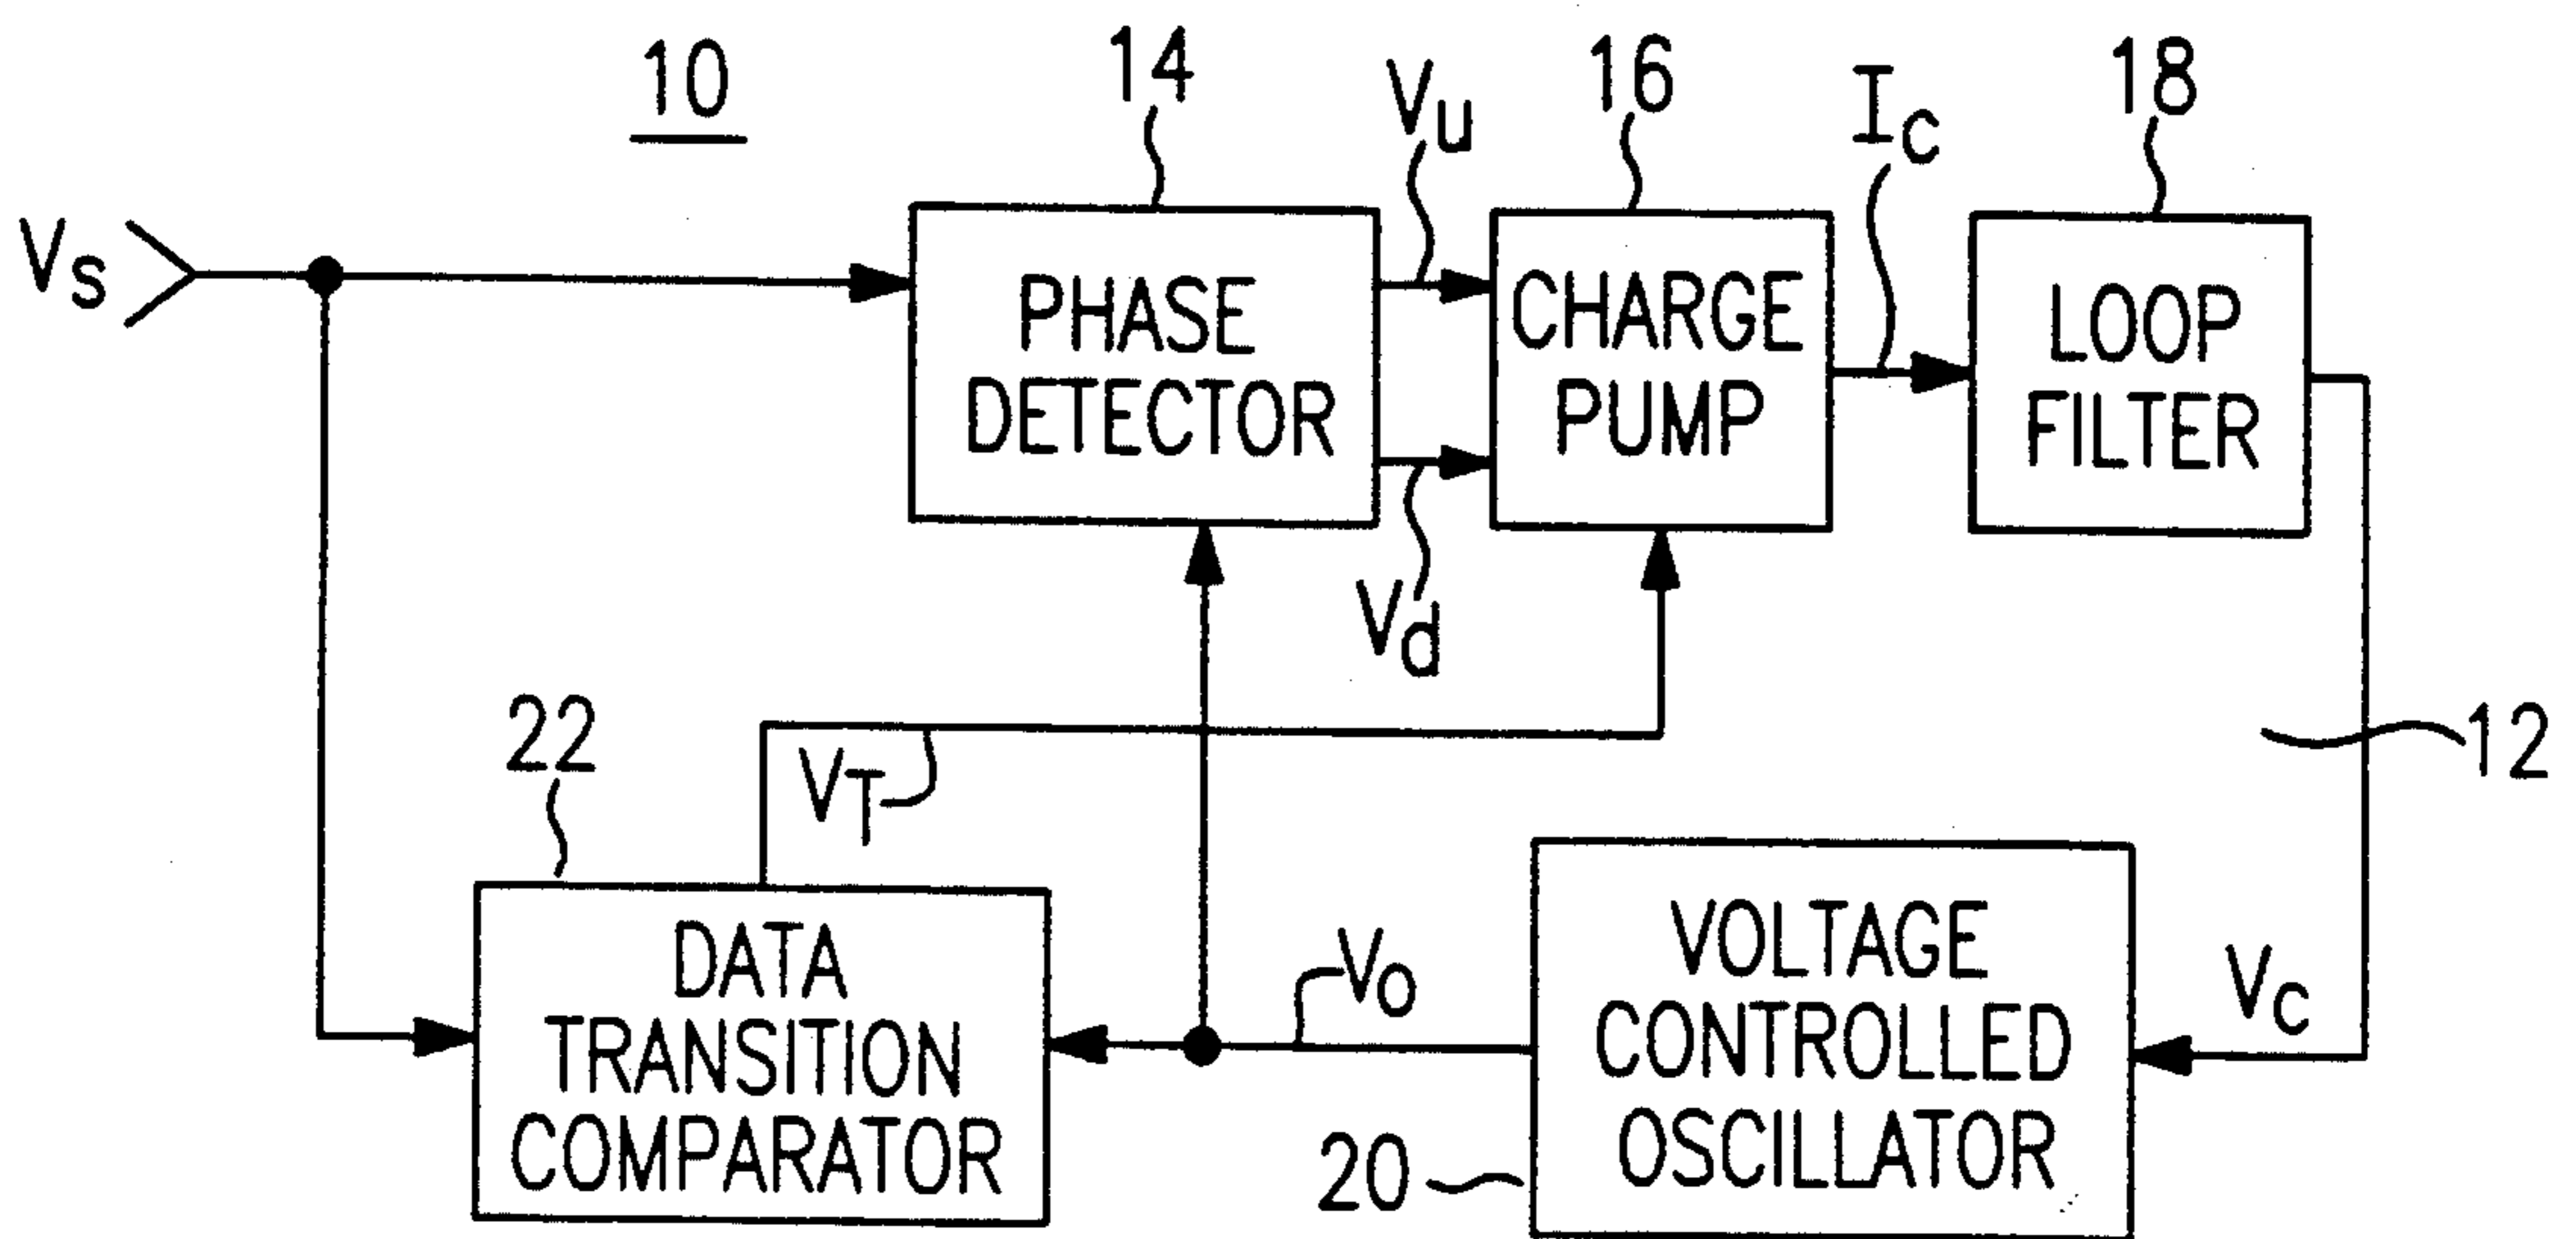 10
14
Vu
16
Ic
18
Vs
PHASE
DETECTOR
CHARGE
PUMP
LOOP
FILTER
Vd
22
VT
12
DATA
TRANSITION
COMPARATOR
Vo
VOLTAGE
CONTROLLED
OSCILLATOR
Vc
20